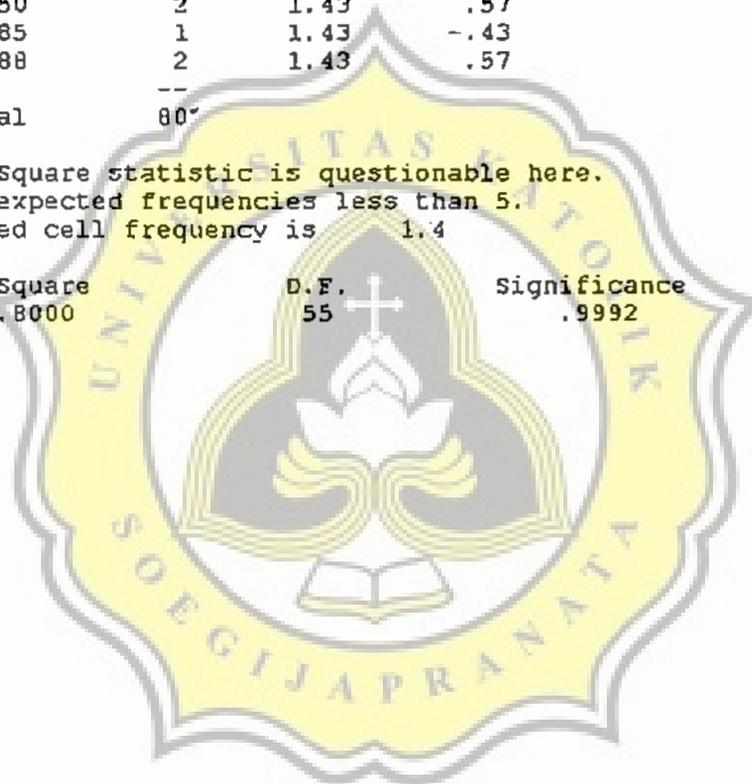 50 2 1.43 .57
85 1 1.43 -.43
88 2 1.43 .57
--
al 80
Square statistic is questionable here.
expected frequencies less than 5.
ed cell frequency is 1.4
Square D.F. Significance
.8000 55 .9992
UNIVERSITAS KATOLIK
SOEGIJAPRANATA